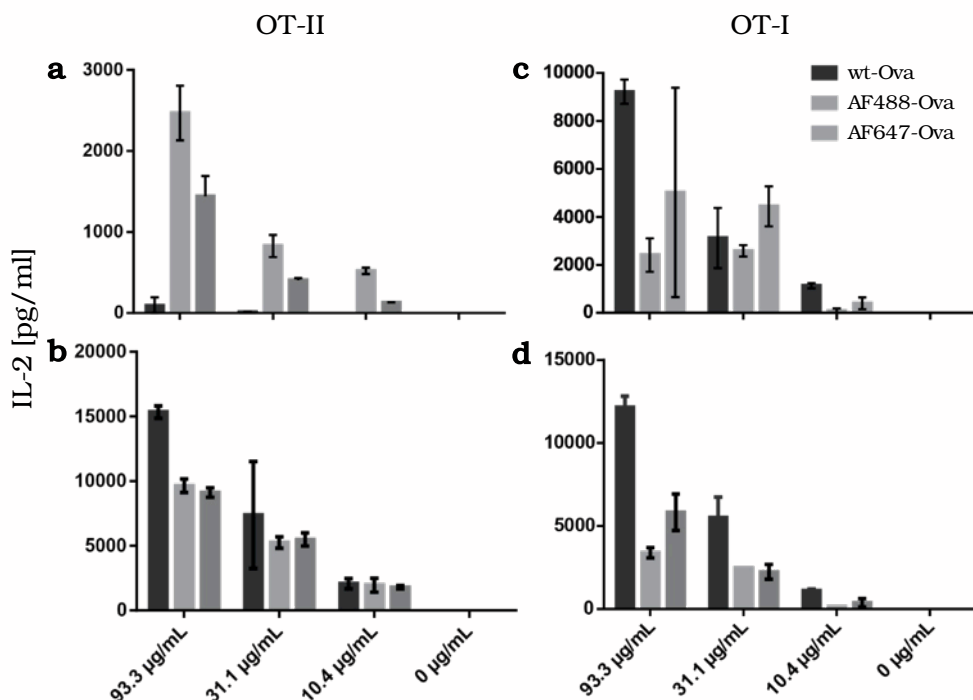 OT-II
OT-I
IL-2 [pg/ml]
a
3000
2000
1000
0
c
10000
8000
6000
4000
2000
0
wt-Ova
AF488-Ova
AF647-Ova
b
20000
15000
10000
5000
0
93.3 µg/mL
31.1 µg/mL
10.4 µg/mL
0 µg/mL
d
15000
10000
5000
0
93.3 µg/mL
31.1 µg/mL
10.4 µg/mL
0 µg/mL